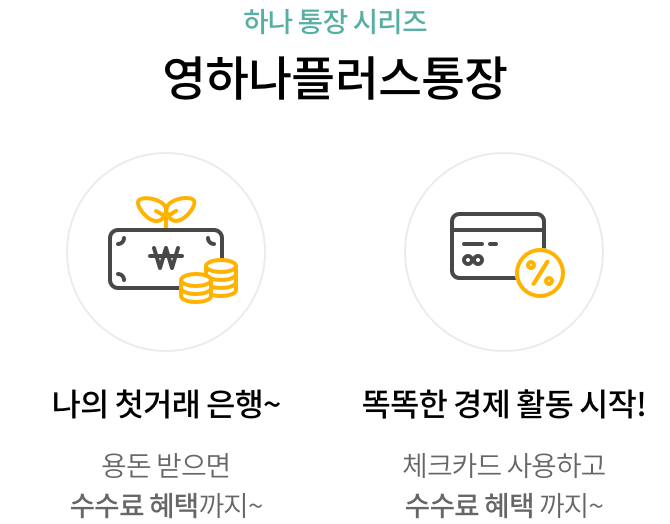 하나 통장 시리즈
영하나플러스통장
₩
%
나의 첫거래 은행~
똑똑한 경제 활동 시작!
용돈 받으면
수수료 혜택까지~
체크카드 사용하고
수수료 혜택 까지~